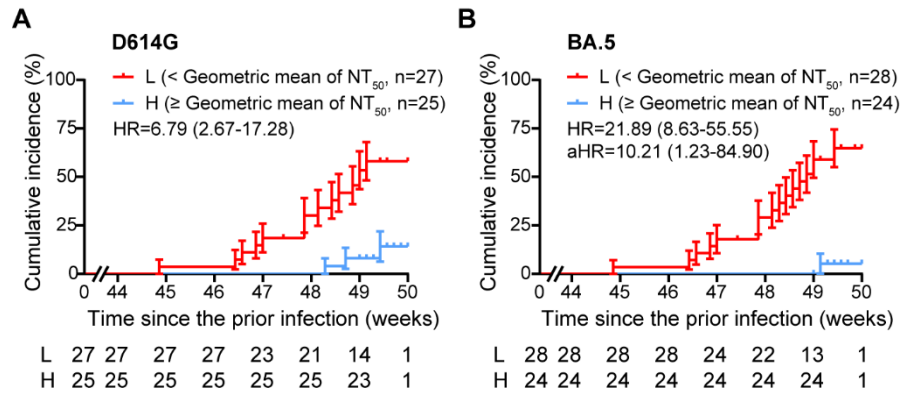 A
D614G
L (< Geometric mean of NT50, n=27)
H (≥ Geometric mean of NT50, n=25)
HR=6.79 (2.67-17.28)
Cumulative incidence (%)
100
75
50
25
0
0 44 45 46 47 48 49 50
Time since the prior infection (weeks)
L 27 27 27 27 23 21 14 1
H 25 25 25 25 25 25 23 1
B
BA.5
L (< Geometric mean of NT50, n=28)
H (≥ Geometric mean of NT50, n=24)
HR=21.89 (8.63-55.55)
aHR=10.21 (1.23-84.90)
Cumulative incidence (%)
100
75
50
25
0
0 44 45 46 47 48 49 50
Time since the prior infection (weeks)
L 28 28 28 28 24 22 13 1
H 24 24 24 24 24 24 24 1